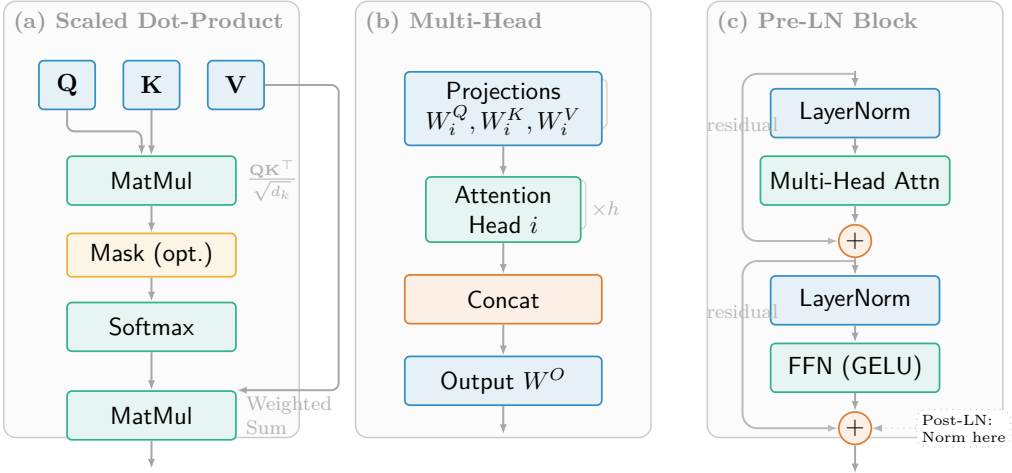 (a) Scaled Dot-Product
Q
K
V
MatMul
QK⊤
√dk
Mask (opt.)
Softmax
MatMul
Weighted
Sum
(b) Multi-Head
Projections
W_i^Q, W_i^K, W_i^V
Attention
Head i
×h
Concat
Output W^O
(c) Pre-LN Block
LayerNorm
residual
Multi-Head Attn
+
LayerNorm
residual
FFN (GELU)
+
Post-LN:
Norm here